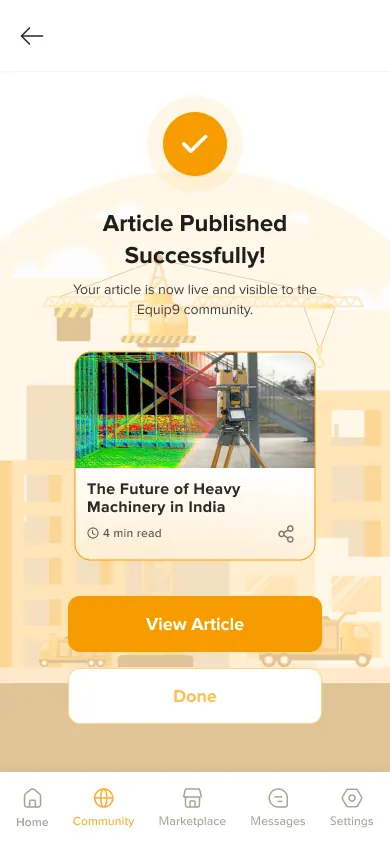 Article Published
Successfully!
Your article is now live and visible to the
Equip9 community.
The Future of Heavy
Machinery in India
4 min read
View Article
Done
Home
Community
Marketplace
Messages
Settings